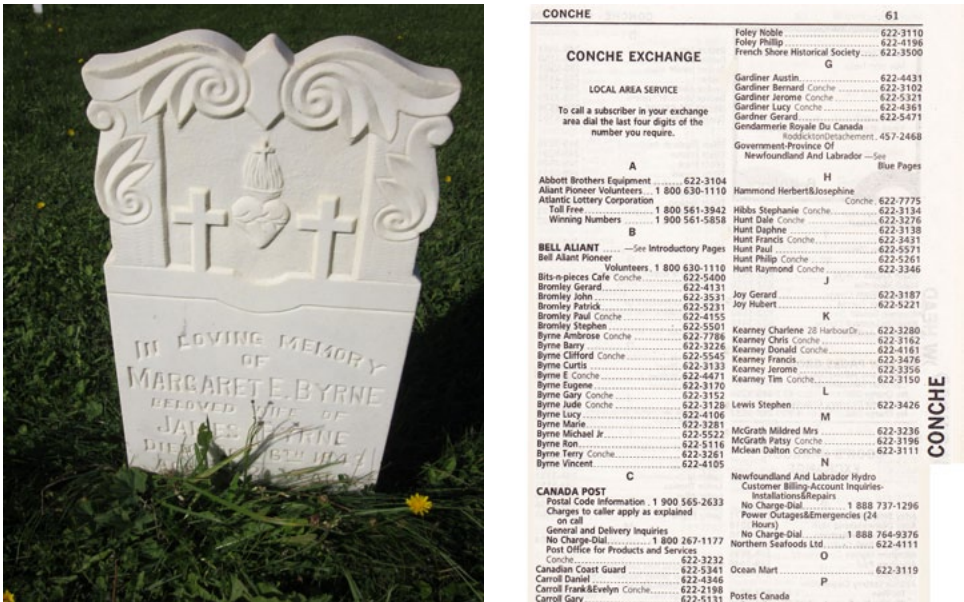 IN LOVING MEMORY
OF
MARGARET E. BYRNE
BELOVED WIFE OF
JAMES BYRNE
DIED
CONCHE 61
CONCHE EXCHANGE
LOCAL AREA SERVICE
To call a subscriber in your exchange
area dial the last four digits of the
number you require.
A
Abbott Brothers Equipment ........ 622-3104
Aliant Pioneer Volunteers.... 1 800 630-1110
Atlantic Lottery Corporation
Toll Free.................. 1 800 561-3942
Winning Numbers ........ 1 900 561-5858
B
BELL ALIANT ..... —See Introductory Pages
Bell Aliant Pioneer
Volunteers. 1 800 630-1110
Bits-n-pieces Cafe Conche............ 622-5400
Bromley Gerard...................... 622-4131
Bromley John........................ 622-3531
Bromley Patrick..................... 622-5231
Bromley Paul Conche................. 622-4155
Bromley Stephen..................... 622-5501
Byrne Ambrose Conche................ 622-7786
Byrne Barry......................... 622-3226
Byrne Clifford Conche............... 622-5545
Byrne Curtis........................ 622-3133
Byrne E Conche...................... 622-4471
Byrne Eugene........................ 622-3170
Byrne Gary Conche................... 622-3152
Byrne Jude Conche................... 622-3128
Byrne Lucy.......................... 622-4106
Byrne Marie......................... 622-3281
Byrne Michael Jr.................... 622-5522
Byrne Ron........................... 622-5116
Byrne Terry Conche.................. 622-3261
Byrne Vincent....................... 622-4105
C
CANADA POST
Postal Code Information . 1 900 565-2633
Charges to caller apply as explained
on call
General and Delivery Inquiries
No Charge-Dial............ 1 800 267-1177
Post Office for Products and Services
Conche............................. 622-3232
Canadian Coast Guard ............... 622-5341
Carroll Daniel ..................... 622-4346
Carroll Frank&Evelyn Conche......... 622-2198
Carroll Gary........................ 622-5131
Foley Noble ........................ 622-3110
Foley Phillip....................... 622-4196
French Shore Historical Society..... 622-3500
G
Gardiner Austin..................... 622-4431
Gardiner Bernard Conche............. 622-3102
Gardiner Jerome Conche.............. 622-5321
Gardiner Lucy Conche................ 622-4361
Gardner Gerard...................... 622-5471
Gendarmerie Royale Du Canada
RoddicktonDetachement. 457-2468
Government-Province Of
Newfoundland And Labrador —See
Blue Pages
H
Hammond Herbert&Josephine
Conche. 622-7775
Hibbs Stephanie Conche.............. 622-3134
Hunt Dale Conche.................... 622-3276
Hunt Daphne ........................ 622-3138
Hunt Francis Conche................. 622-3431
Hunt Paul .......................... 622-5571
Hunt Philip Conche.................. 622-5261
Hunt Raymond Conche................. 622-3346
J
Joy Gerard.......................... 622-3187
Joy Hubert.......................... 622-5221
K
Kearney Charlene 28 HarbourDr....... 622-3280
Kearney Chris Conche................ 622-3162
Kearney Donald Conche............... 622-4161
Kearney Francis..................... 622-3476
Kearney Jerome...................... 622-3356
Kearney Tim Conche.................. 622-3150
L
Lewis Stephen....................... 622-3426
M
McGrath Mildred Mrs ................ 622-3236
McGrath Patsy Conche................ 622-3196
Mclean Dalton Conche................ 622-3111
N
Newfoundland And Labrador Hydro
Customer Billing-Account Inquiries-
Installations&Repairs
No Charge-Dial............ 1 888 737-1296
Power Outages&Emergencies (24
Hours)
No Charge-Dial............ 1 888 764-9376
Northern Seafoods Ltd............... 622-4111
O
Ocean Mart ......................... 622-3119
P
Postes Canada
CONCHE